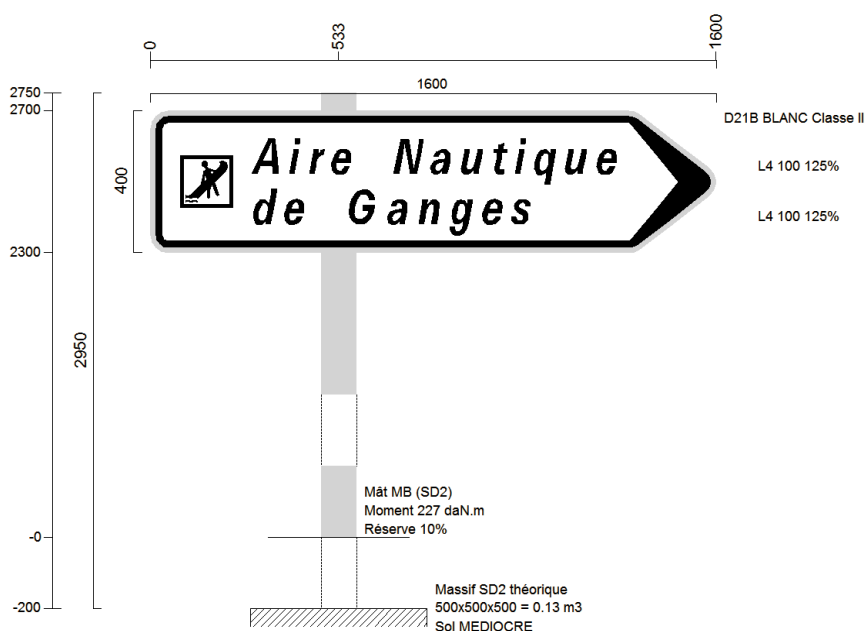 0
533
1600
1600
2750
2700
D21B BLANC Classe II
Aire Nautique
L4 100 125%
400
de Ganges
L4 100 125%
2300
2950
Mât MB (SD2)
Moment 227 daN.m
Réserve 10%
-0
Massif SD2 théorique
-200
500x500x500 = 0.13 m3
Sol MEDIOCRE